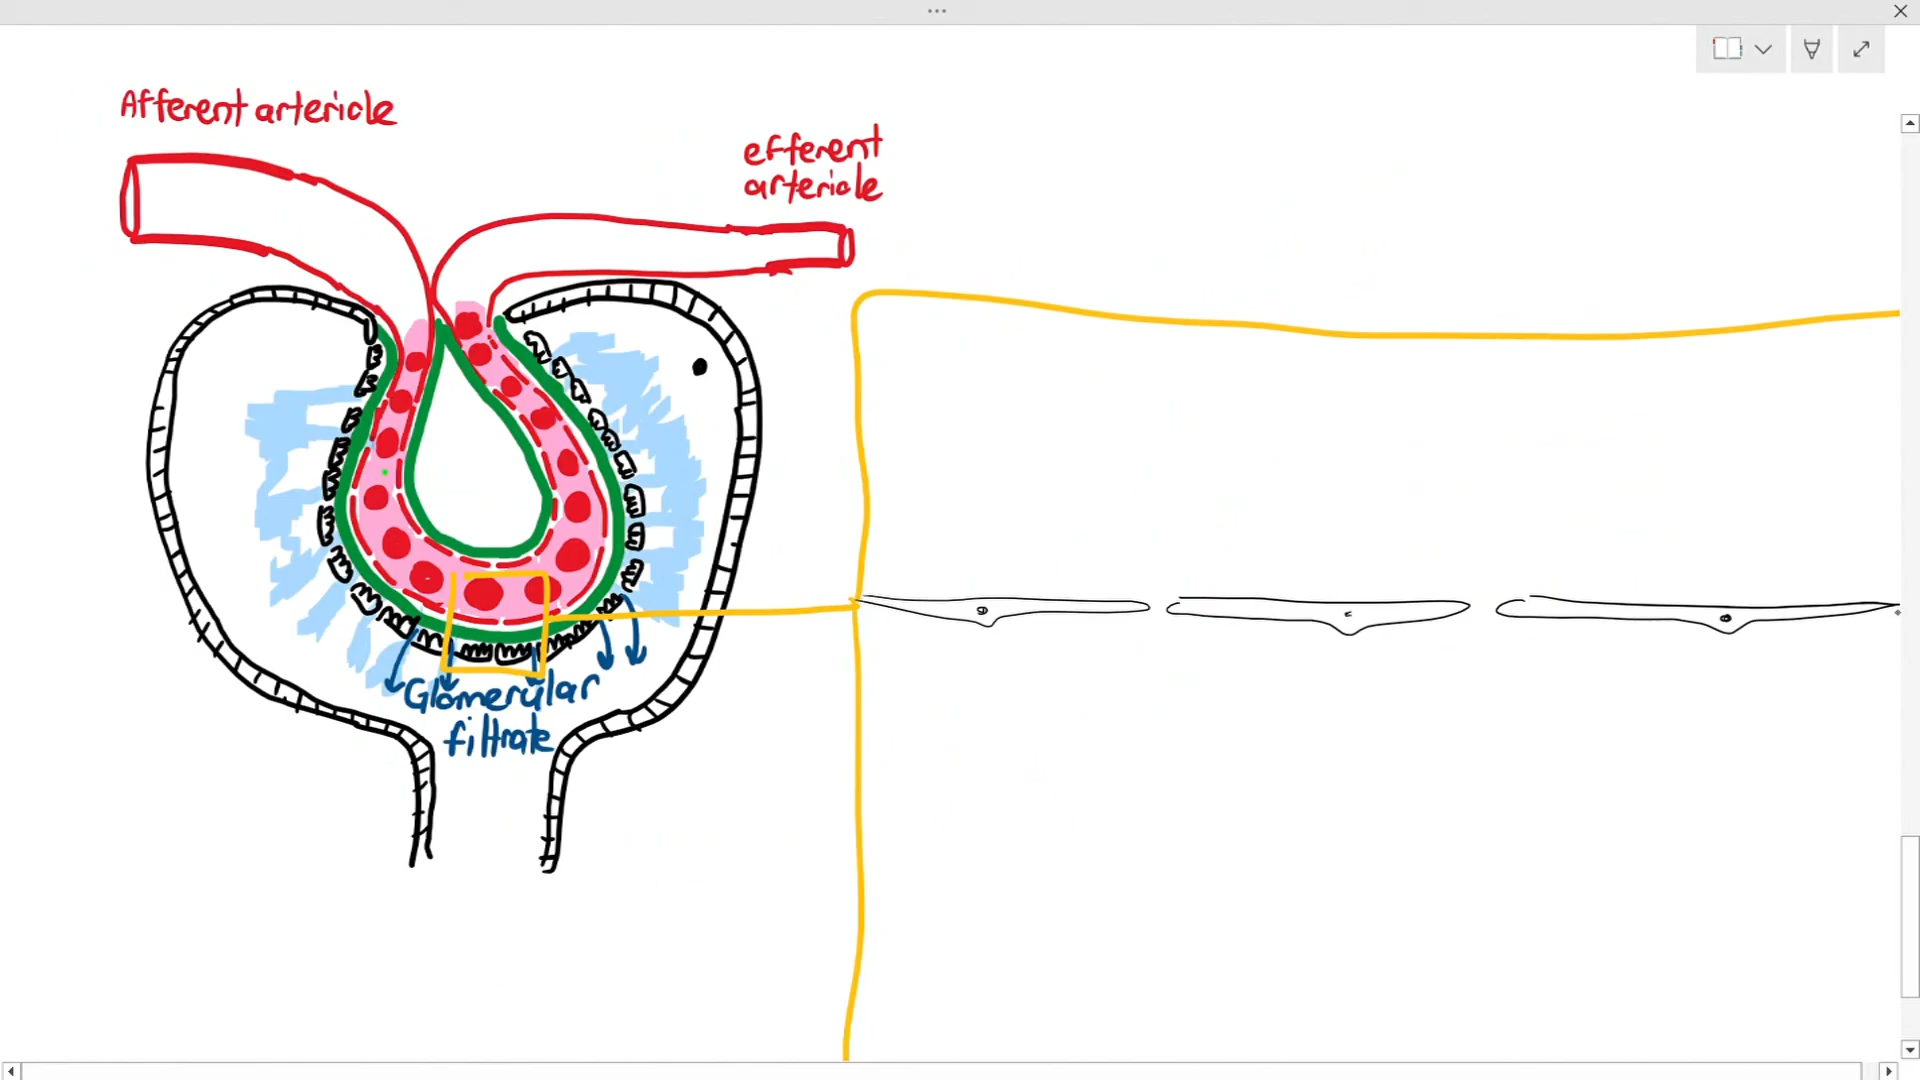 Afferent arteriole
efferent
arteriole
Glomerular
filtrate